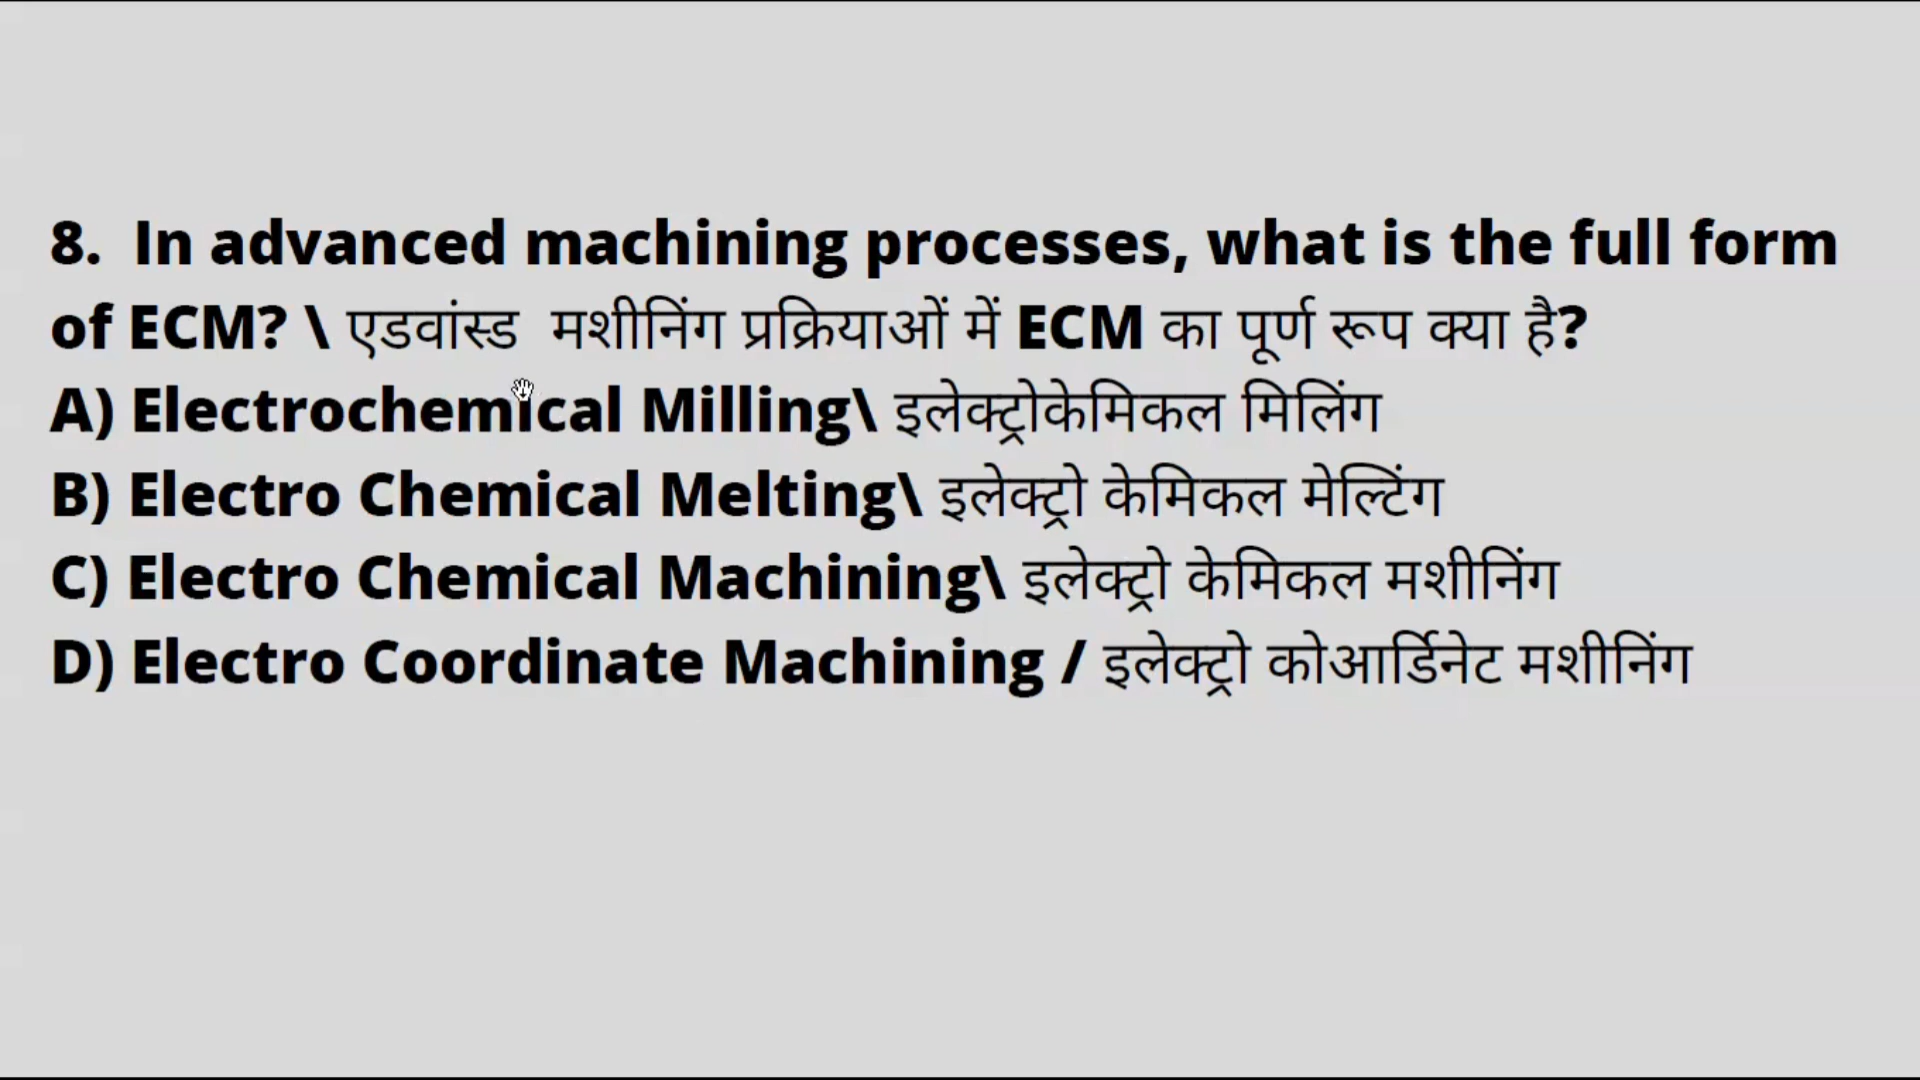 8. In advanced machining processes, what is the full form
of ECM? \ एडवांस्ड मशीनिंग प्रक्रियाओं में ECM का पूर्ण रूप क्या है?
A) Electrochemical Milling\ इलेक्ट्रोकेमिकल मिलिंग
B) Electro Chemical Melting\ इलेक्ट्रो केमिकल मेल्टिंग
C) Electro Chemical Machining\ इलेक्ट्रो केमिकल मशीनिंग
D) Electro Coordinate Machining / इलेक्ट्रो कोआर्डिनेट मशीनिंग